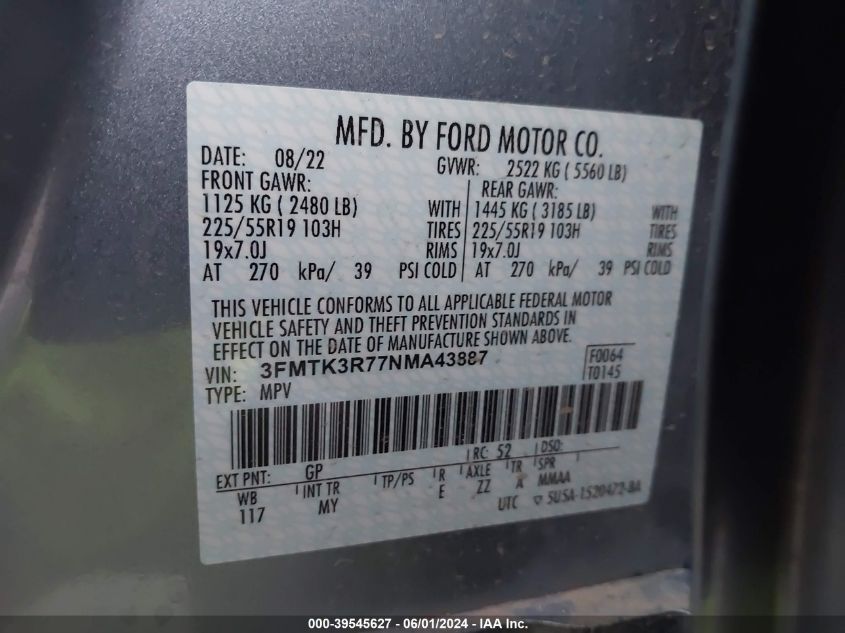 MFD. BY FORD MOTOR CO.
DATE: 08/22 GVWR: 2522 KG ( 5560 LB)
FRONT GAWR: REAR GAWR:
1125 KG ( 2480 LB) WITH 1445 KG ( 3185 LB) WITH
225/55R19 103H TIRES 225/55R19 103H TIRES
19x7.0J RIMS 19x7.0J RIMS
AT 270 kPa/ 39 PSI COLD AT 270 kPa/ 39 PSI COLD
THIS VEHICLE CONFORMS TO ALL APPLICABLE FEDERAL MOTOR
VEHICLE SAFETY AND THEFT PREVENTION STANDARDS IN
EFFECT ON THE DATE OF MANUFACTURE SHOWN ABOVE.
VIN: 3FMTK3R77NMA43887 F0064
TYPE: MPV T0145
RC: 52 DSO:
EXT PNT: GP
WB INT TR TP/PS R AXLE TR SPR
117 MY E ZZ A MMAA
UTC 5U5A-1520472-BA
000-39545627 - 06/01/2024 - IAA Inc.